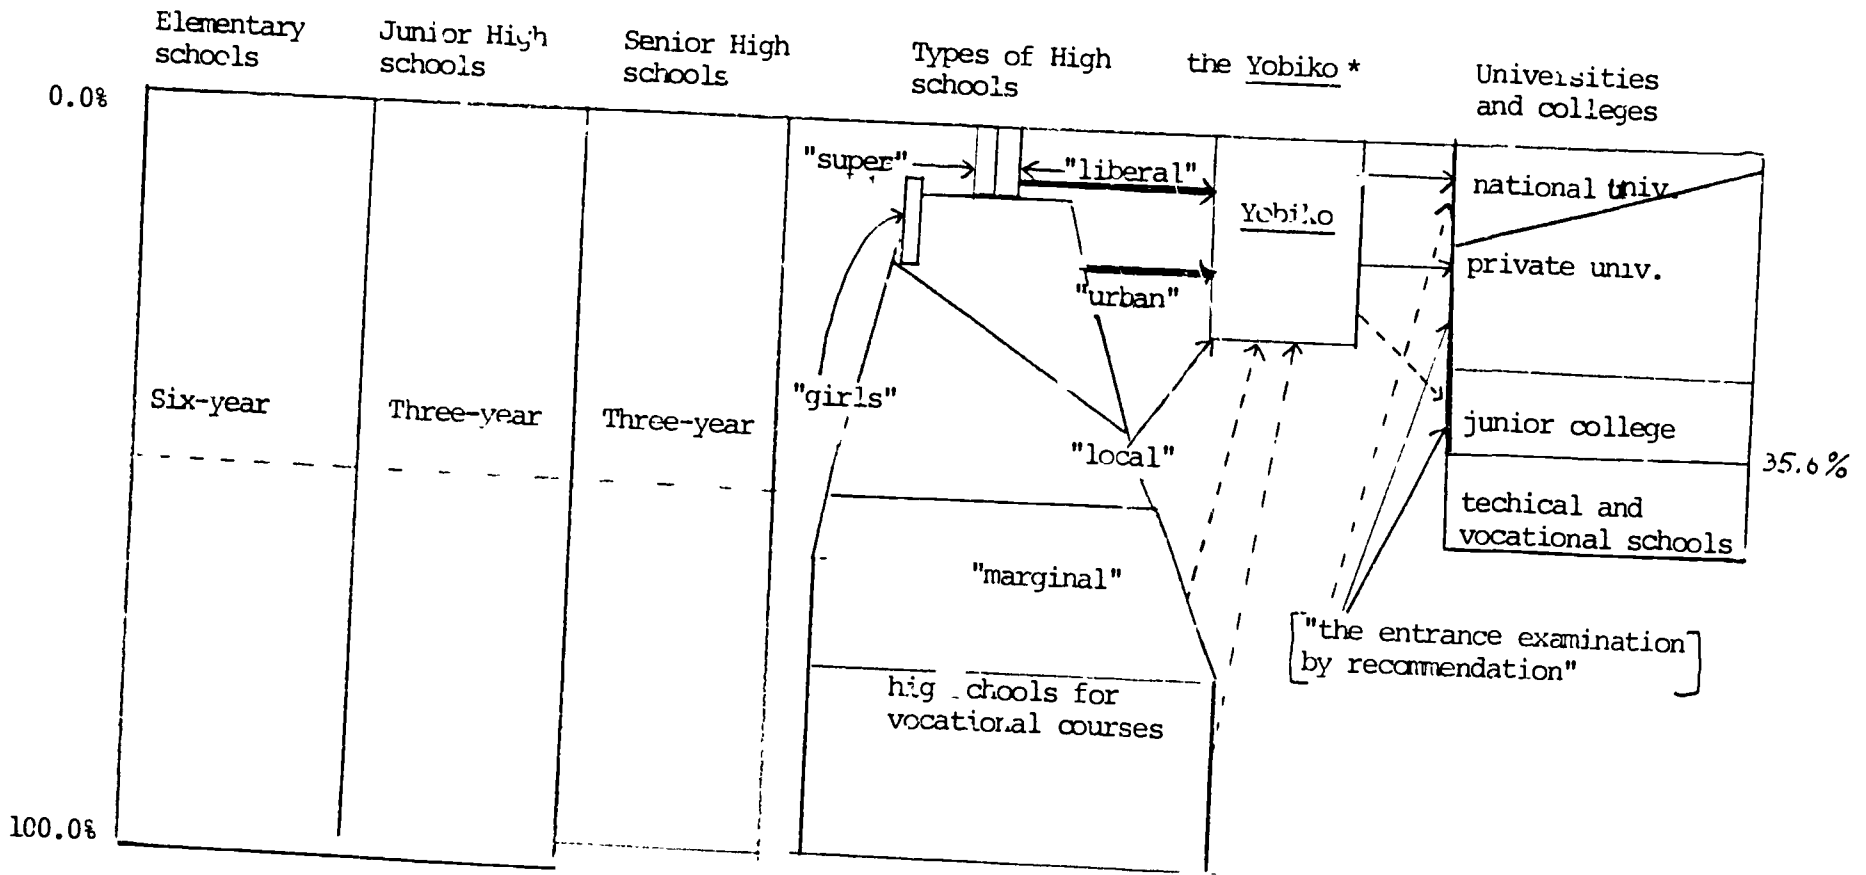 Elementary
schools
Junior High
schools
Senior High
schools
Types of High
schools
the Yobiko *
Universities
and colleges
0.0%
"super"
"liberal"
national univ.
Yobiko
private univ.
"urban"
"girls"
Six-year
Three-year
Three-year
junior college
"local"
35.6%
techical and
vocational schools
"marginal"
"the entrance examination
by recommendation"
hig chools for
vocational courses
100.0%